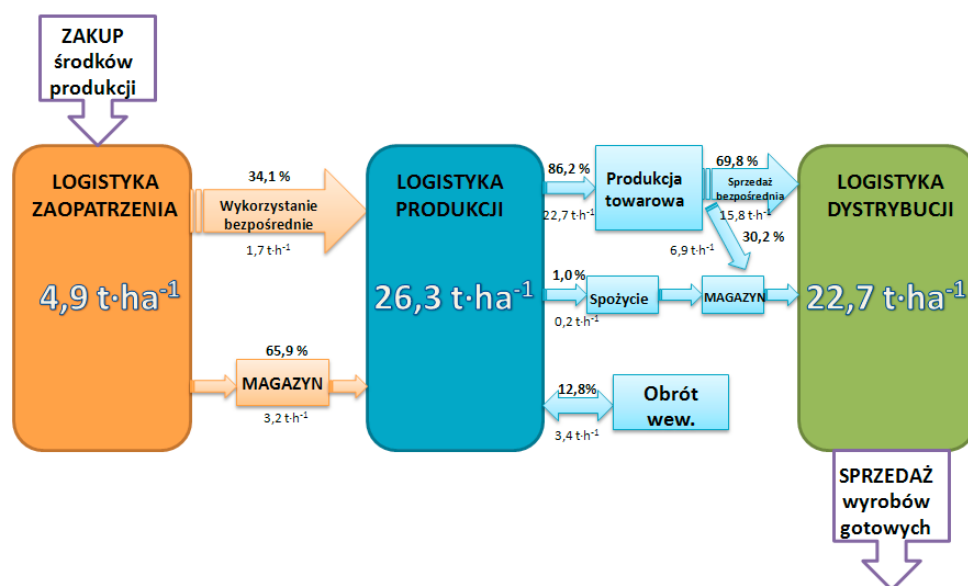 ZAKUP
środków
produkcji
LOGISTYKA
ZAOPATRZENIA
4,9 t·ha⁻¹
34,1 %
Wykorzystanie
bezpośrednie
1,7 t·h⁻¹
65,9 %
MAGAZYN
3,2 t·h⁻¹
LOGISTYKA
PRODUKCJI
26,3 t·ha⁻¹
86,2 %
22,7 t·h⁻¹
Produkcja
towarowa
69,8 %
Sprzedaż
bezpośrednia
15,8 t·h⁻¹
30,2 %
6,9 t·h⁻¹
1,0 %
0,2 t·h⁻¹
Spożycie
MAGAZYN
12,8%
3,4 t·h⁻¹
Obrót
wew.
LOGISTYKA
DYSTRYBUCJI
22,7 t·ha⁻¹
SPRZEDAŻ
wyrobów
gotowych